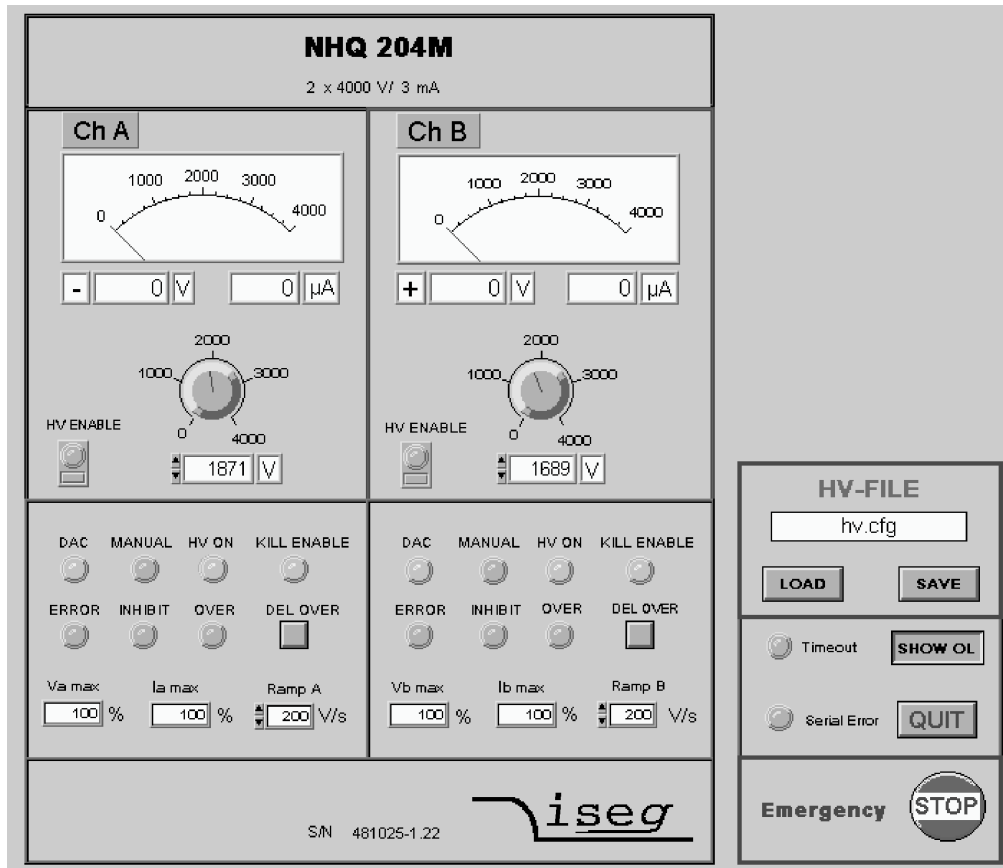 NHQ 204M
2 x 4000 V/ 3 mA
Ch A
0 1000 2000 3000 4000
- 0 V 0 µA
0 1000 2000 3000 4000
HV ENABLE
1871 V
DAC MANUAL HV ON KILL ENABLE
ERROR INHIBIT OVER DEL OVER
Va max Ia max Ramp A
100 % 100 % 200 V/s
Ch B
0 1000 2000 3000 4000
+ 0 V 0 µA
0 1000 2000 3000 4000
HV ENABLE
1689 V
DAC MANUAL HV ON KILL ENABLE
ERROR INHIBIT OVER DEL OVER
Vb max Ib max Ramp B
100 % 100 % 200 V/s
S/N 481025-1.22
iseg
HV-FILE
hv.cfg
LOAD SAVE
Timeout SHOW OL
Serial Error QUIT
Emergency STOP